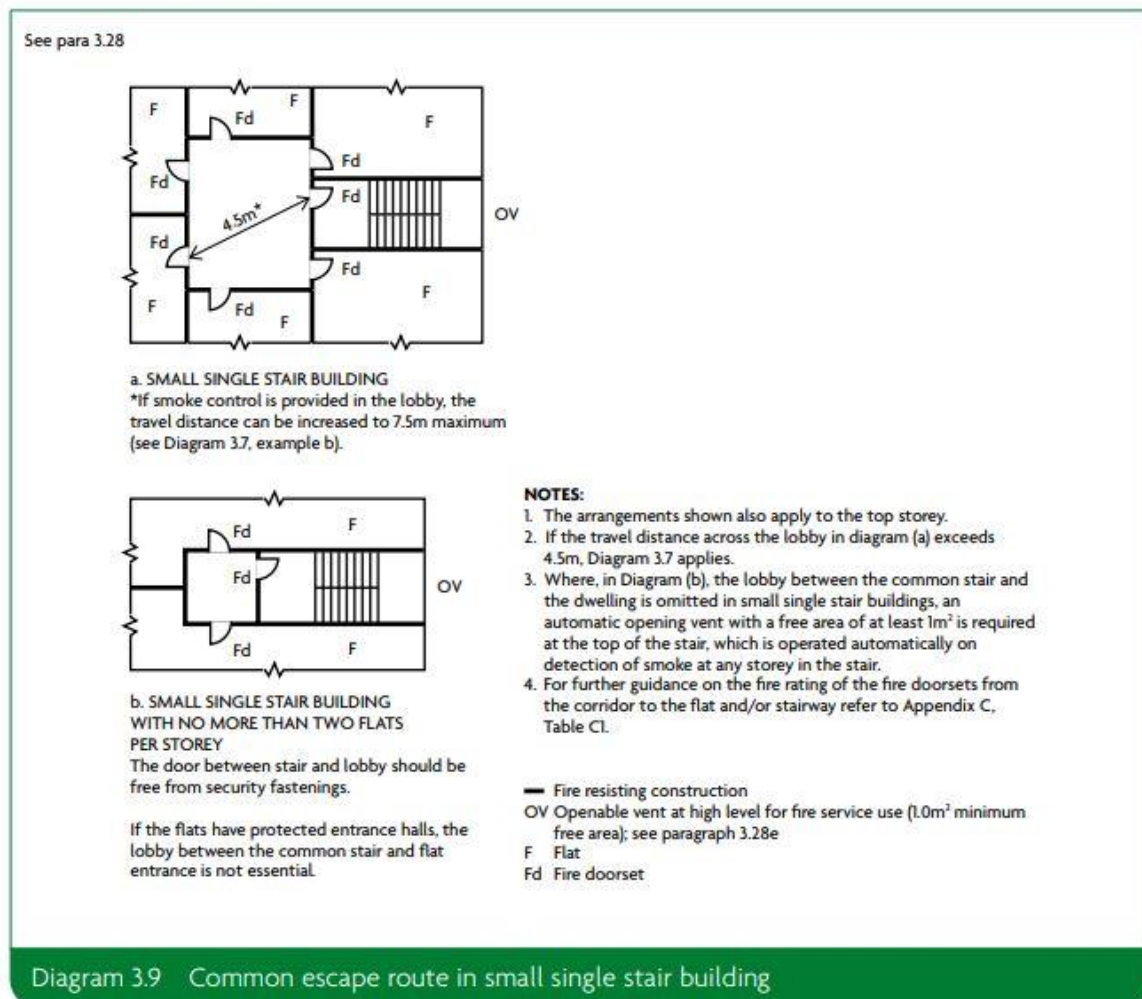 See para 3.28
F
Fd
F
F
Fd
Fd
Fd
4.5m*
OV
Fd
Fd
F
Fd
F
F
a. SMALL SINGLE STAIR BUILDING
*If smoke control is provided in the lobby, the
travel distance can be increased to 7.5m maximum
(see Diagram 3.7, example b).
Fd
F
Fd
OV
Fd
F
b. SMALL SINGLE STAIR BUILDING
WITH NO MORE THAN TWO FLATS
PER STOREY
The door between stair and lobby should be
free from security fastenings.
If the flats have protected entrance halls, the
lobby between the common stair and flat
entrance is not essential.
NOTES:
1. The arrangements shown also apply to the top storey.
2. If the travel distance across the lobby in diagram (a) exceeds
4.5m, Diagram 3.7 applies.
3. Where, in Diagram (b), the lobby between the common stair and
the dwelling is omitted in small single stair buildings, an
automatic opening vent with a free area of at least 1m² is required
at the top of the stair, which is operated automatically on
detection of smoke at any storey in the stair.
4. For further guidance on the fire rating of the fire doorsets from
the corridor to the flat and/or stairway refer to Appendix C,
Table C1.
Fire resisting construction
OV Openable vent at high level for fire service use (1.0m² minimum
free area); see paragraph 3.28e
F Flat
Fd Fire doorset
Diagram 3.9 Common escape route in small single stair building